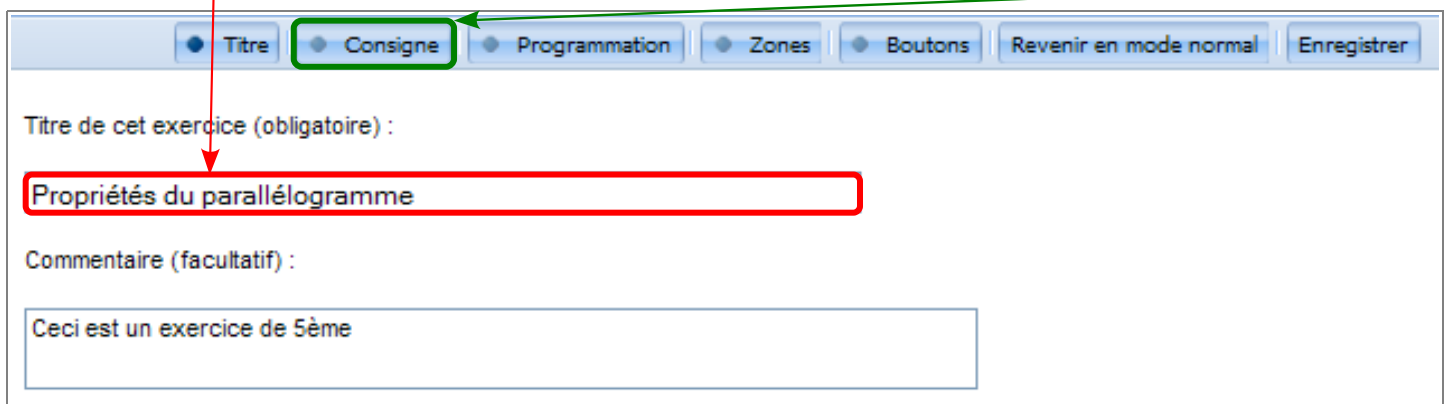 Titre Consigne Programmation Zones Boutons Revenir en mode normal Enregistrer
Titre de cet exercice (obligatoire) :
Propriétés du parallélogramme
Commentaire (facultatif) :
Ceci est un exercice de 5ème